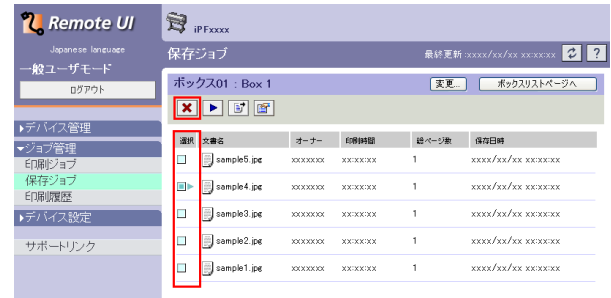 Remote UI
iPFxxxx
Japanese language
一般ユーザモード
ログアウト
保存ジョブ
最終更新:xxxx/xx/xx xx:xx:xx
?
ボックス01 : Box 1
変更...
ボックスリストページへ
デバイス管理
ジョブ管理
印刷ジョブ
保存ジョブ
印刷履歴
デバイス設定
サポートリンク
選択 文書名 オーナー 印刷時間 総ページ数 保存日時
sample5.jpg xxxxxxx xx:xx:xx 1 xxxx/xx/xx xx:xx:xx
sample4.jpg xxxxxxx xx:xx:xx 1 xxxx/xx/xx xx:xx:xx
sample3.jpg xxxxxxx xx:xx:xx 1 xxxx/xx/xx xx:xx:xx
sample2.jpg xxxxxxx xx:xx:xx 1 xxxx/xx/xx xx:xx:xx
sample1.jpg xxxxxxx xx:xx:xx 1 xxxx/xx/xx xx:xx:xx